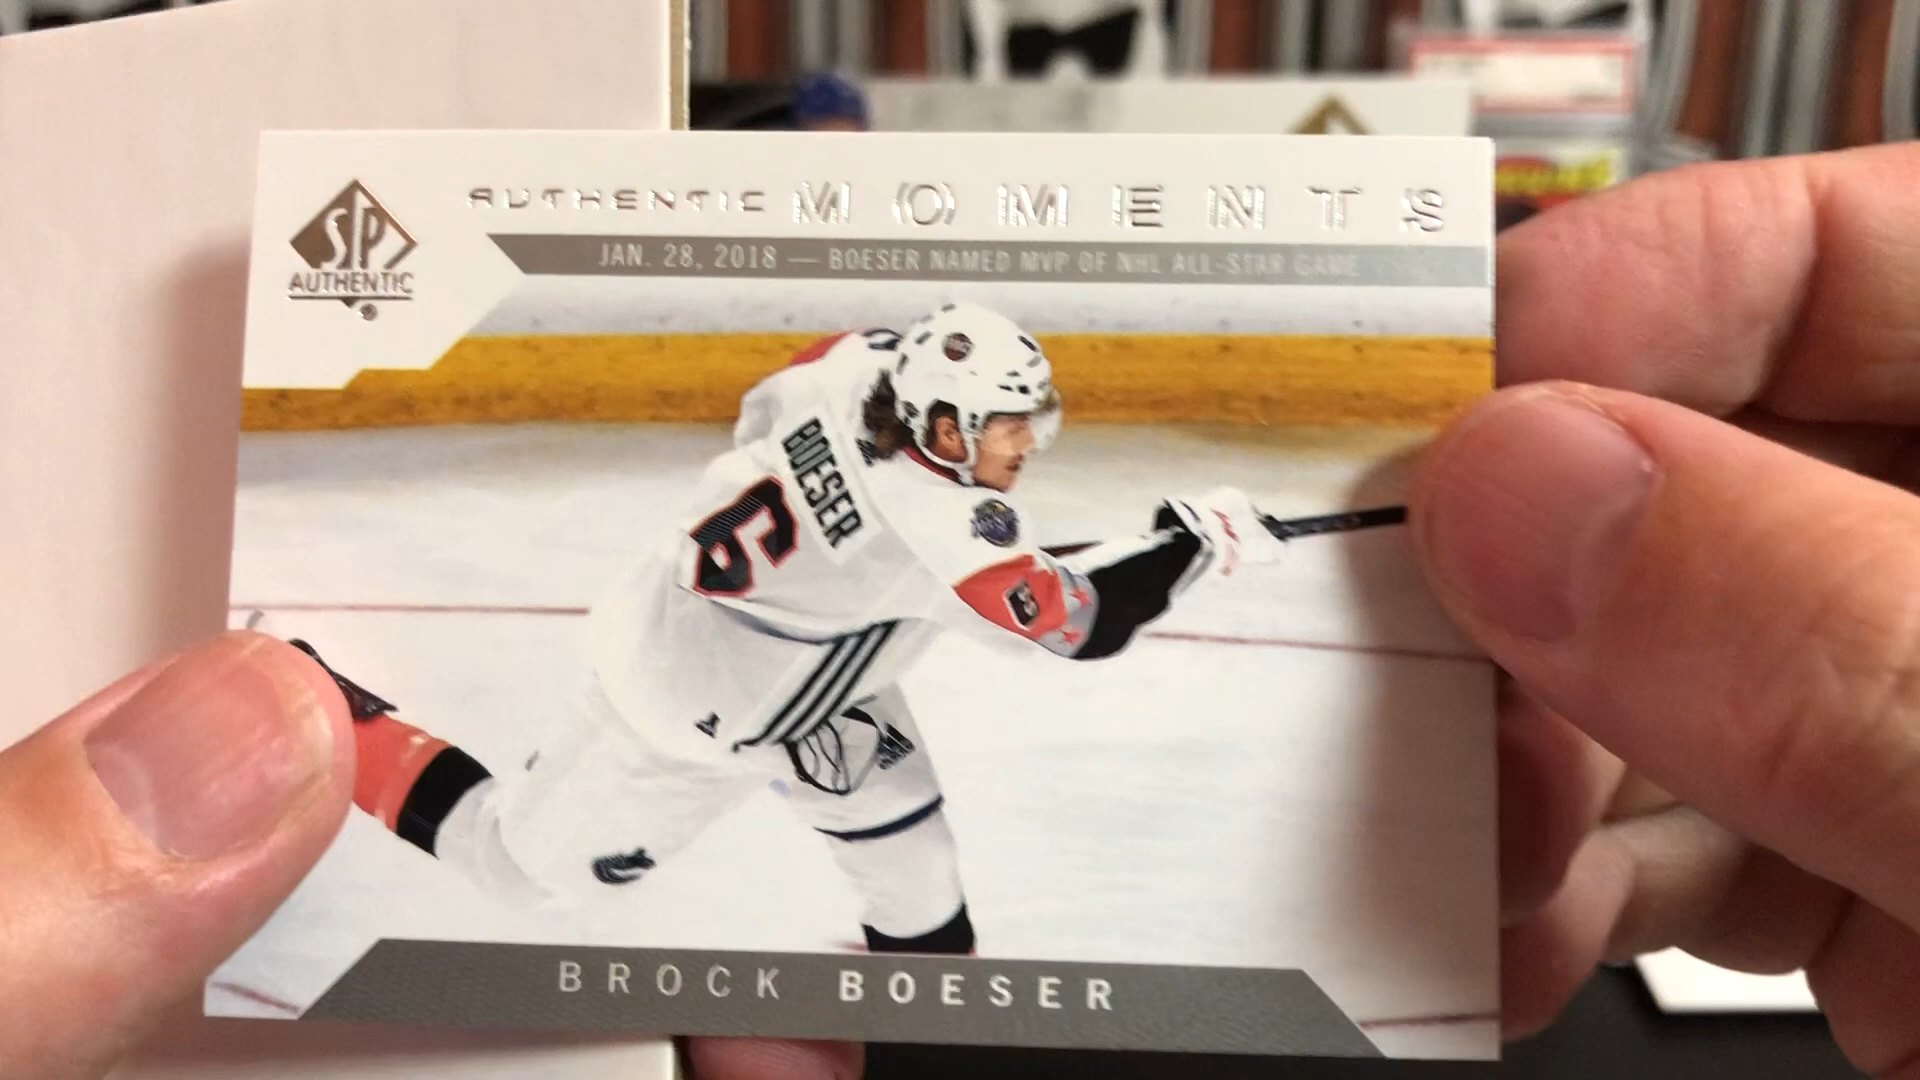 SP
AUTHENTIC
AUTHENTIC MOMENTS
JAN. 28, 2018 — BOESER NAMED MVP OF NHL ALL-STAR GAME
BOESER
6
BROCK BOESER